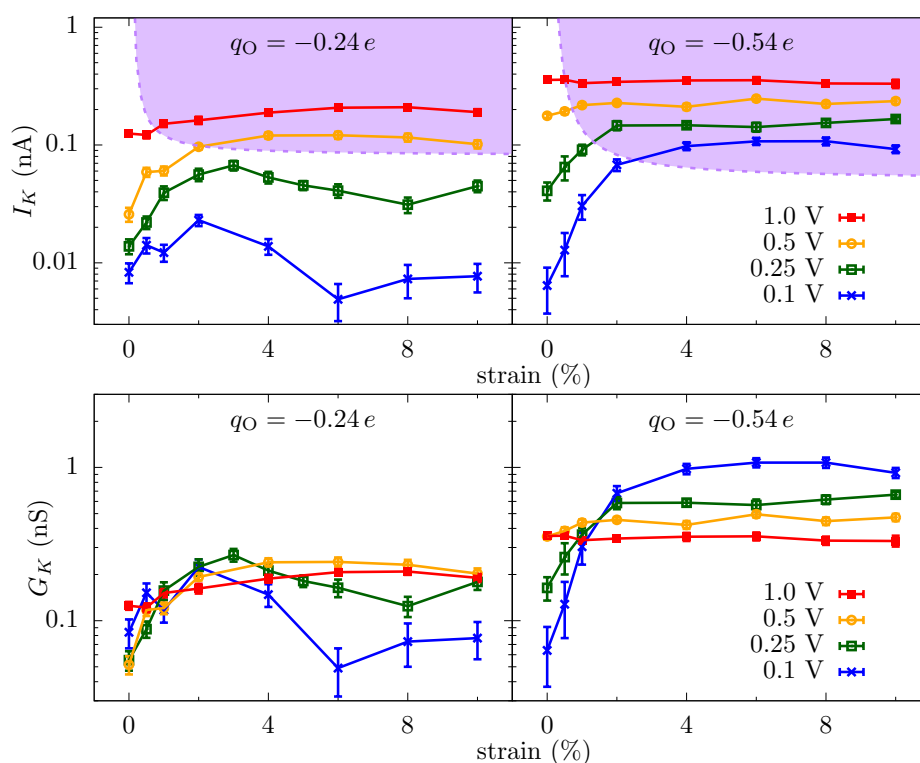 1
0.1
0.01
I_K (nA)
q_O = −0.24 e
q_O = −0.54 e
1.0 V
0.5 V
0.25 V
0.1 V
0 4 8 0 4 8
strain (%)
1
0.1
G_K (nS)
q_O = −0.24 e
q_O = −0.54 e
1.0 V
0.5 V
0.25 V
0.1 V
0 4 8 0 4 8
strain (%)